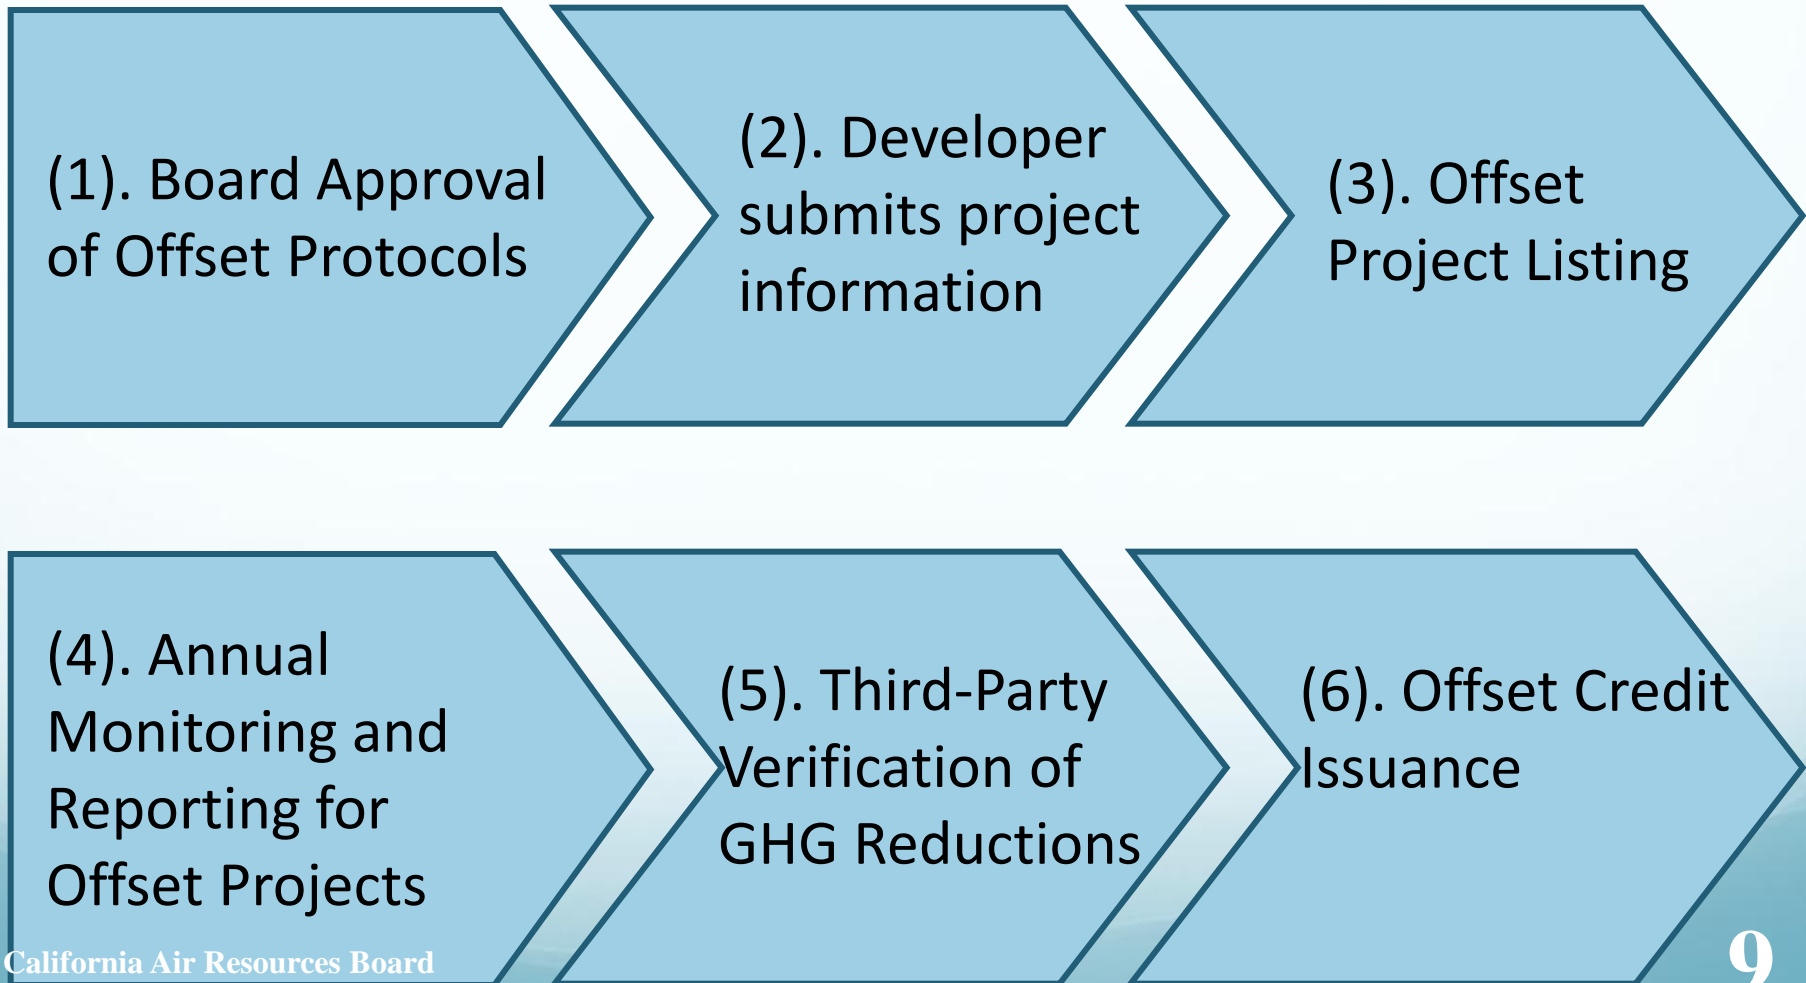 (1). Board Approval
of Offset Protocols
(2). Developer
submits project
information
(3). Offset
Project Listing
(4). Annual
Monitoring and
Reporting for
Offset Projects
(5). Third-Party
Verification of
GHG Reductions
(6). Offset Credit
Issuance
California Air Resources Board
9